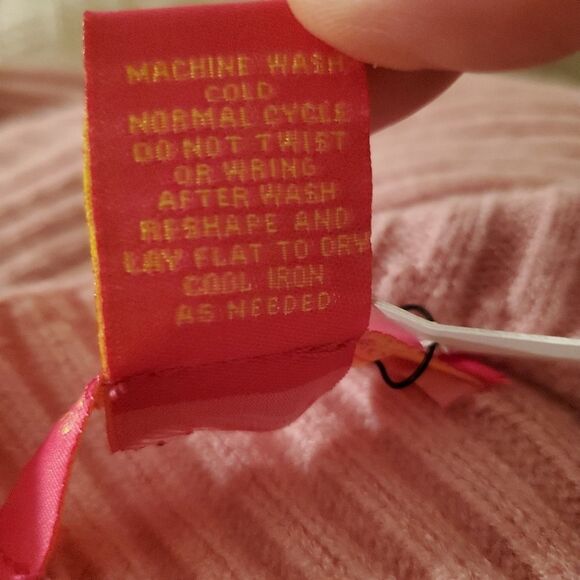 MACHINE WASH
COLD
NORMAL CYCLE
DO NOT TWIST
OR WRING
AFTER WASH
RESHAPE AND
LAY FLAT TO DRY
COOL IRON
AS NEEDED